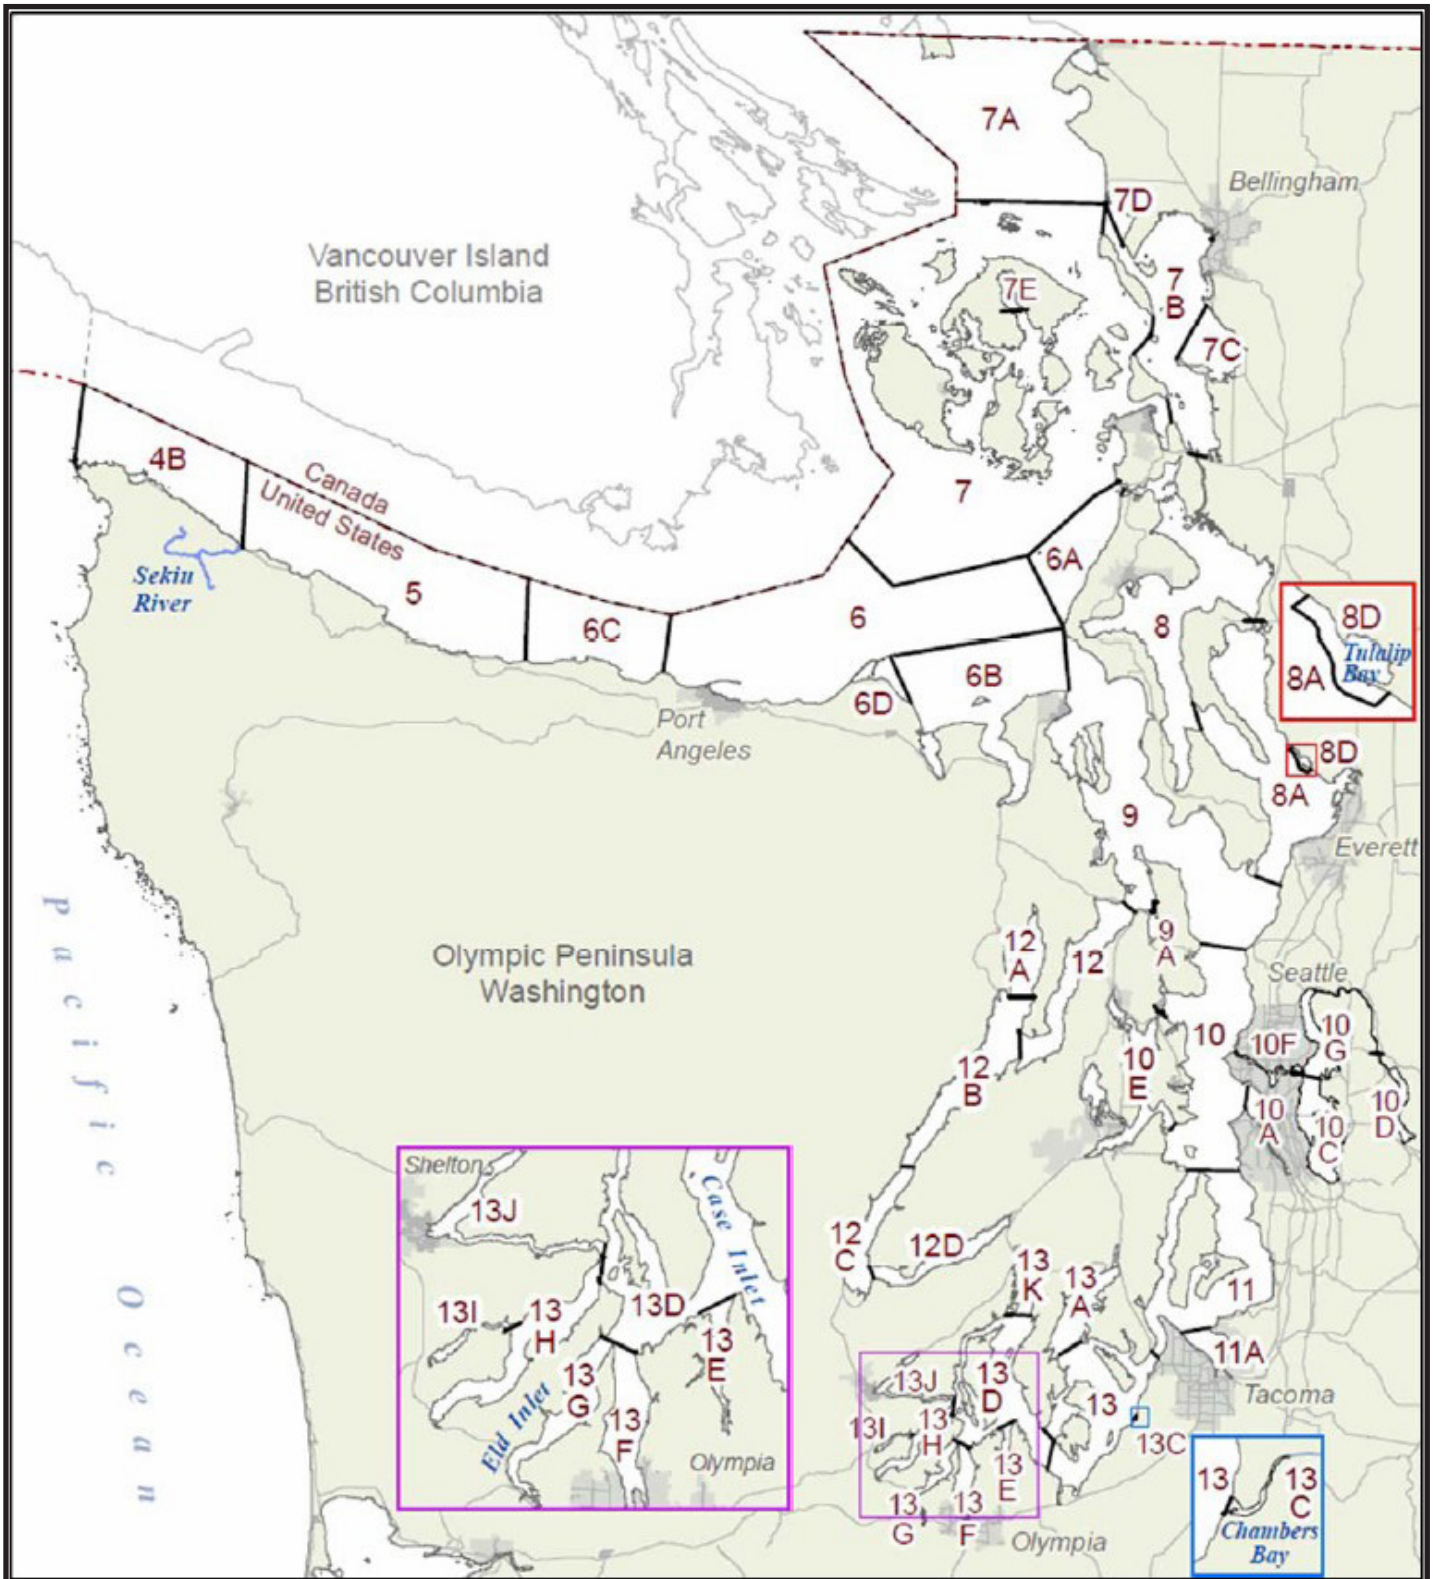 7A
Bellingham
7D
Vancouver Island
British Columbia
7E
7
B
7C
4B
Canada
United States
7
6A
Sekiu
River
5
6C
6
8
8D
Tulalip
Bay
8A
6B
6D
Port
Angeles
8D
8A
9
Everett
pacific Ocean
Olympic Peninsula
Washington
12
A
12
9
A
Seattle
10
10F
10
G
12
B
10
E
10
A
10
C
10
D
12
C
12D
13
K
13
A
11
11A
Tacoma
Shelton
13J
Case Inlet
13I
13
H
13D
13
E
13
G
Eld Inlet
13
F
Olympia
13J
13
D
13
13I
13
H
13C
13
E
13
G
13
F
Olympia
13
13
C
Chambers
Bay